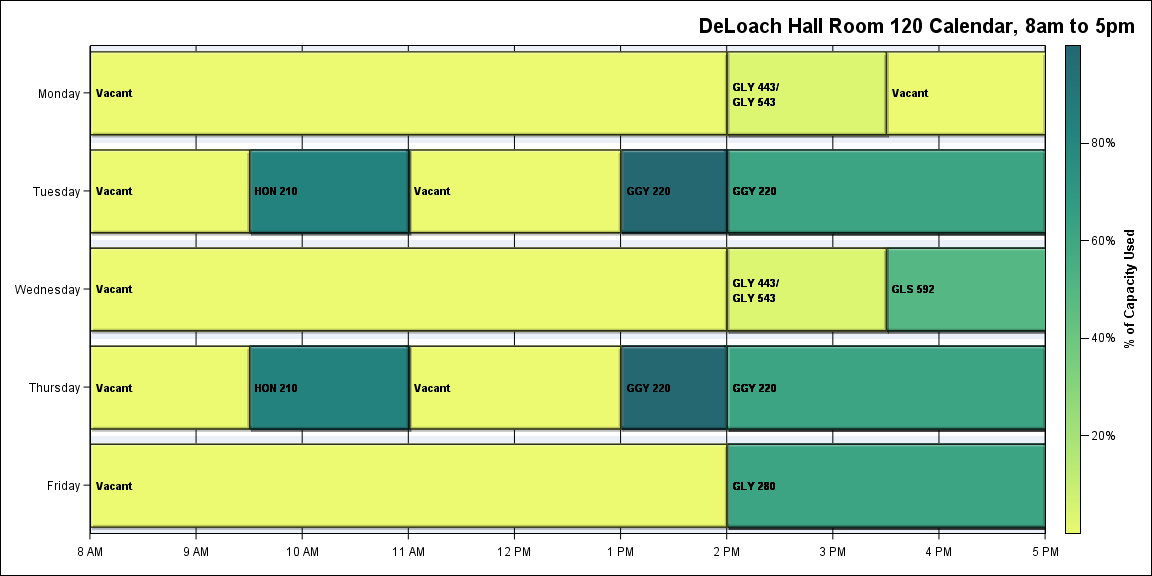 DeLoach Hall Room 120 Calendar, 8am to 5pm
Monday
Vacant
GLY 443/
GLY 543
Vacant
Tuesday
Vacant
HON 210
Vacant
GGY 220
GGY 220
Wednesday
Vacant
GLY 443/
GLY 543
GLS 592
Thursday
Vacant
HON 210
Vacant
GGY 220
GGY 220
Friday
Vacant
GLY 280
8 AM
9 AM
10 AM
11 AM
12 PM
1 PM
2 PM
3 PM
4 PM
5 PM
80%
60%
40%
20%
% of Capacity Used